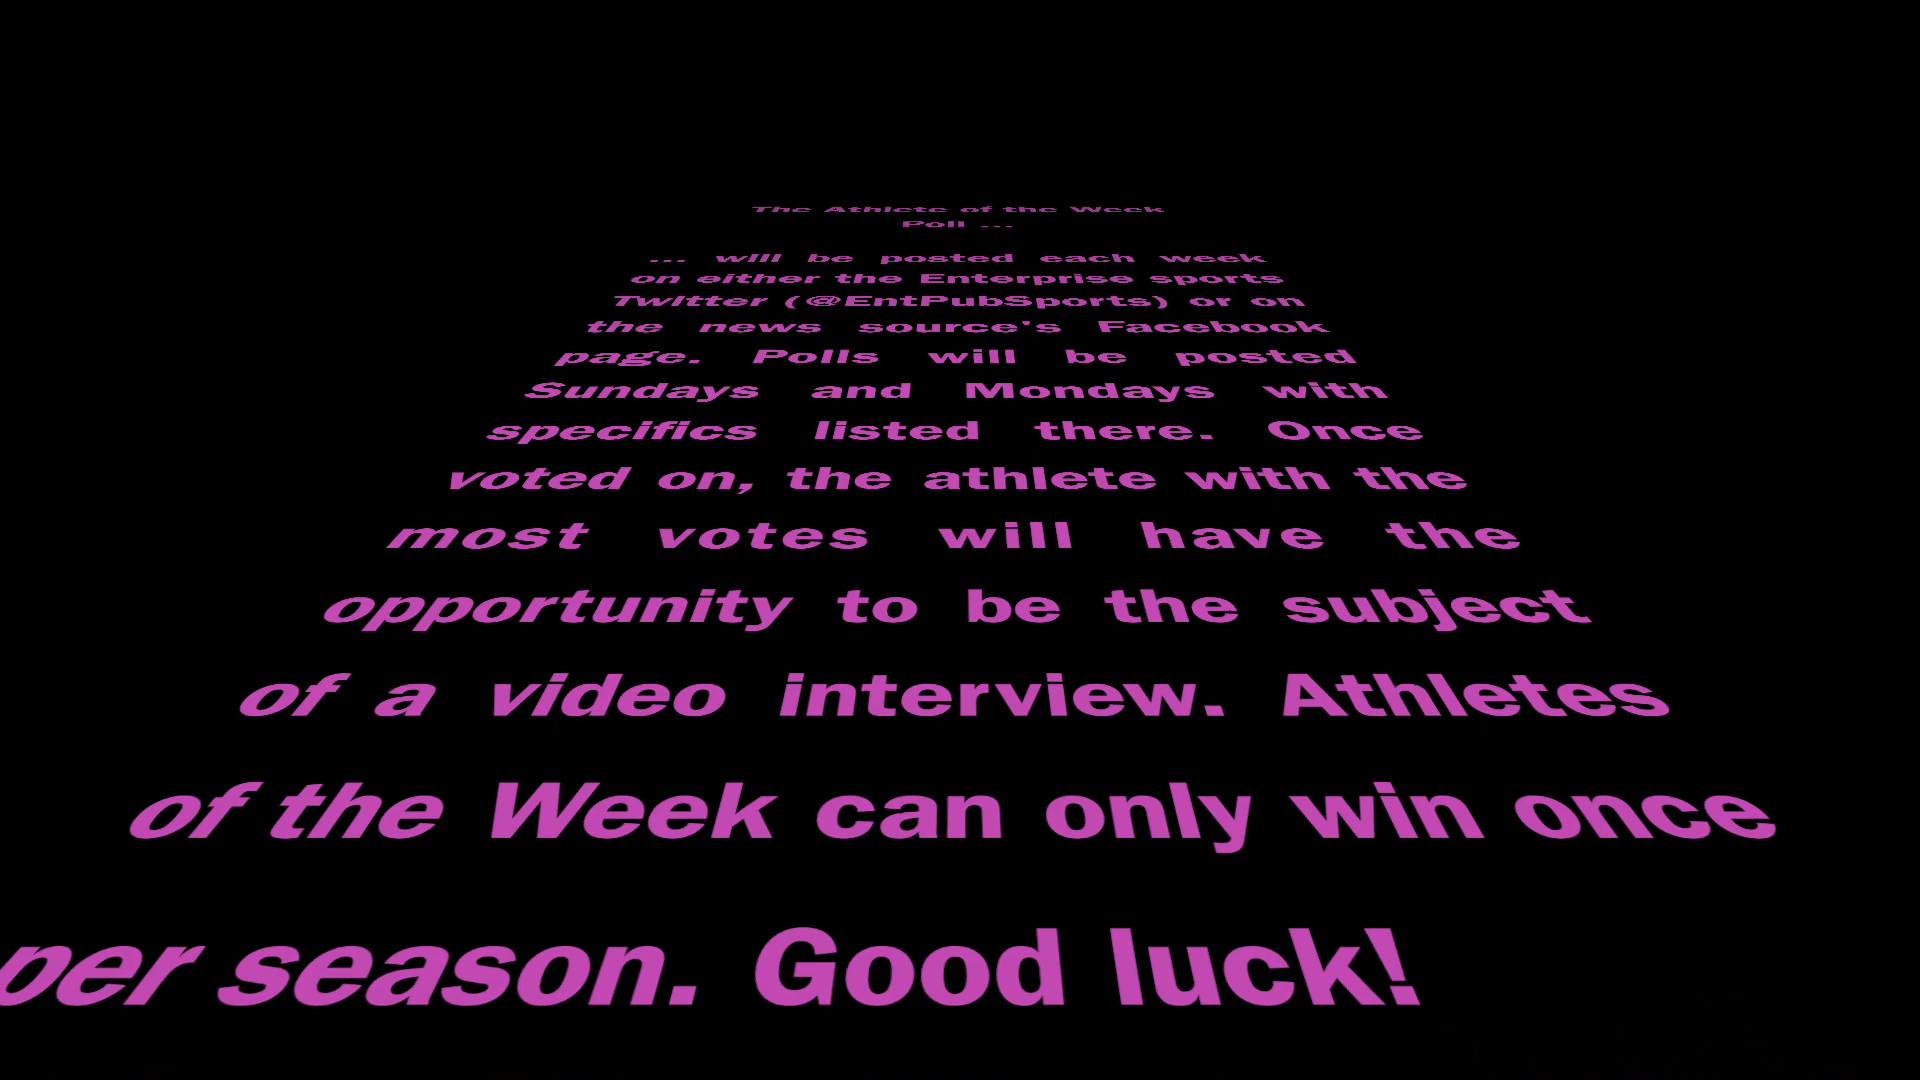 The Athlete of the Week
Poll ...
... will be posted each week
on either the Enterprise sports
Twitter (@EntPubSports) or on
the news source's Facebook
page. Polls will be posted
Sundays and Mondays with
specifics listed there. Once
voted on, the athlete with the
most votes will have the
opportunity to be the subject
of a video interview. Athletes
of the Week can only win once
per season. Good luck!